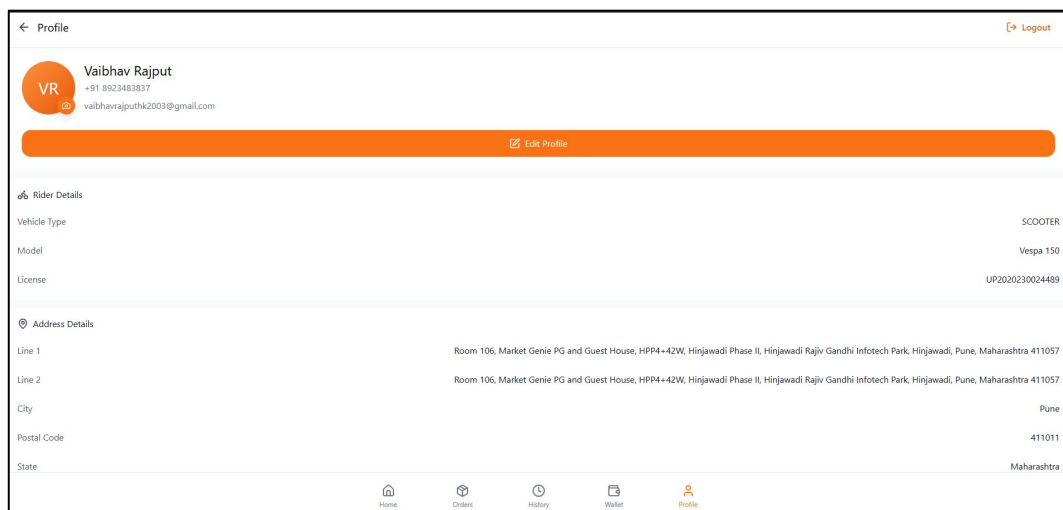 Profile
Logout
VR
Vaibhav Rajput
+91 8923483837
vaibhavrajputhk2003@gmail.com
Edit Profile
Rider Details
Vehicle Type SCOOTER
Model Vespa 150
License UP2020230024489
Address Details
Line 1 Room 106, Market Genie PG and Guest House, HPP4+42W, Hinjawadi Phase II, Hinjawadi Rajiv Gandhi Infotech Park, Hinjawadi, Pune, Maharashtra 411057
Line 2 Room 106, Market Genie PG and Guest House, HPP4+42W, Hinjawadi Phase II, Hinjawadi Rajiv Gandhi Infotech Park, Hinjawadi, Pune, Maharashtra 411057
City Pune
Postal Code 411011
State Maharashtra
Home Orders History Wallet Profile